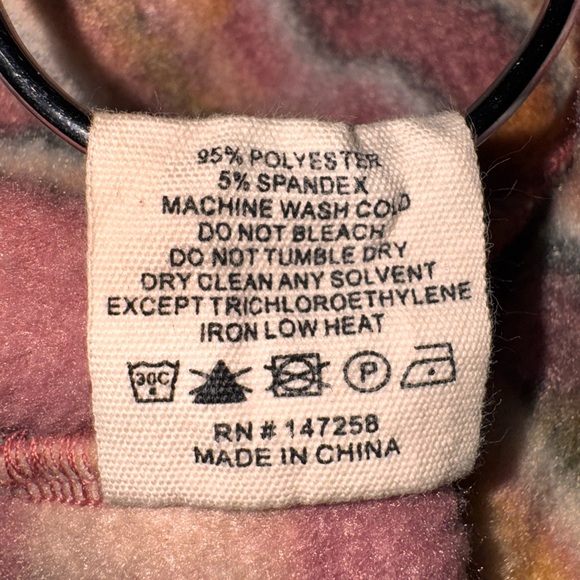 95% POLYESTER
5% SPANDEX
MACHINE WASH COLD
DO NOT BLEACH
DO NOT TUMBLE DRY
DRY CLEAN ANY SOLVENT
EXCEPT TRICHLOROETHYLENE
IRON LOW HEAT
30C P
RN # 147258
MADE IN CHINA